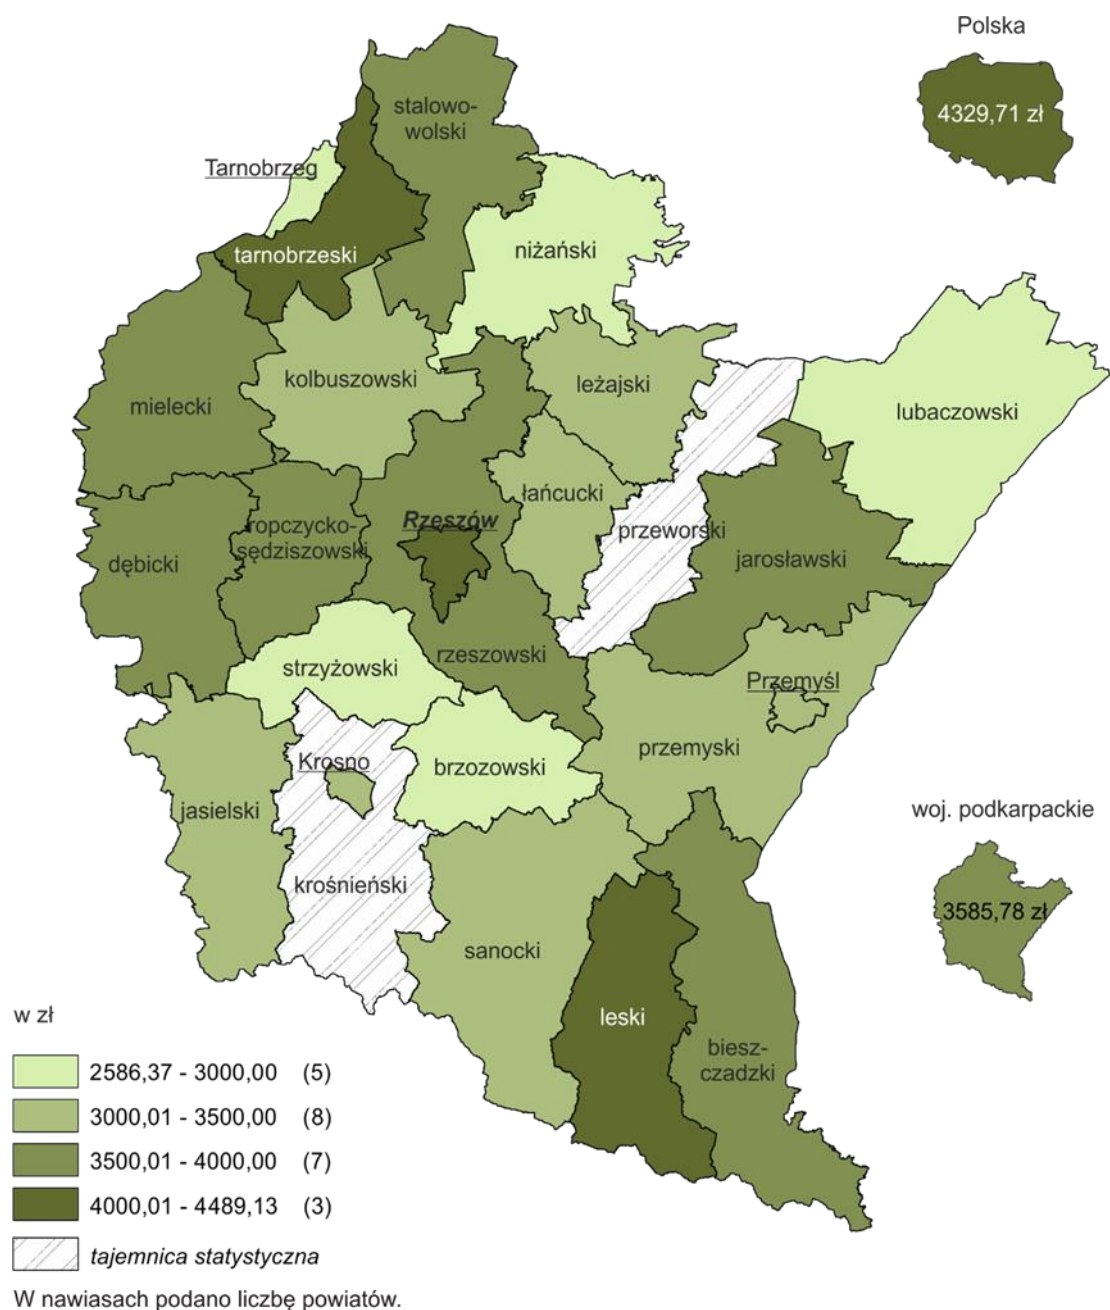 Polska
4329,71 zł
stalowo-
wolski
Tarnobrzeg
tarnobrzeski
niżański
kolbuszowski
leżajski
mielecki
lubaczowski
łańcucki
Rzeszów
ropczycko-
sędziszowski
przeworski
dębicki
jarosławski
rzeszowski
strzyżowski
Przemyśl
przemyski
Krosno
brzozowski
jasielski
woj. podkarpackie
3585,78 zł
krośnieński
sanocki
leski
biesz-
czadzki
w zł
2586,37 - 3000,00 (5)
3000,01 - 3500,00 (8)
3500,01 - 4000,00 (7)
4000,01 - 4489,13 (3)
tajemnica statystyczna
W nawiasach podano liczbę powiatów.